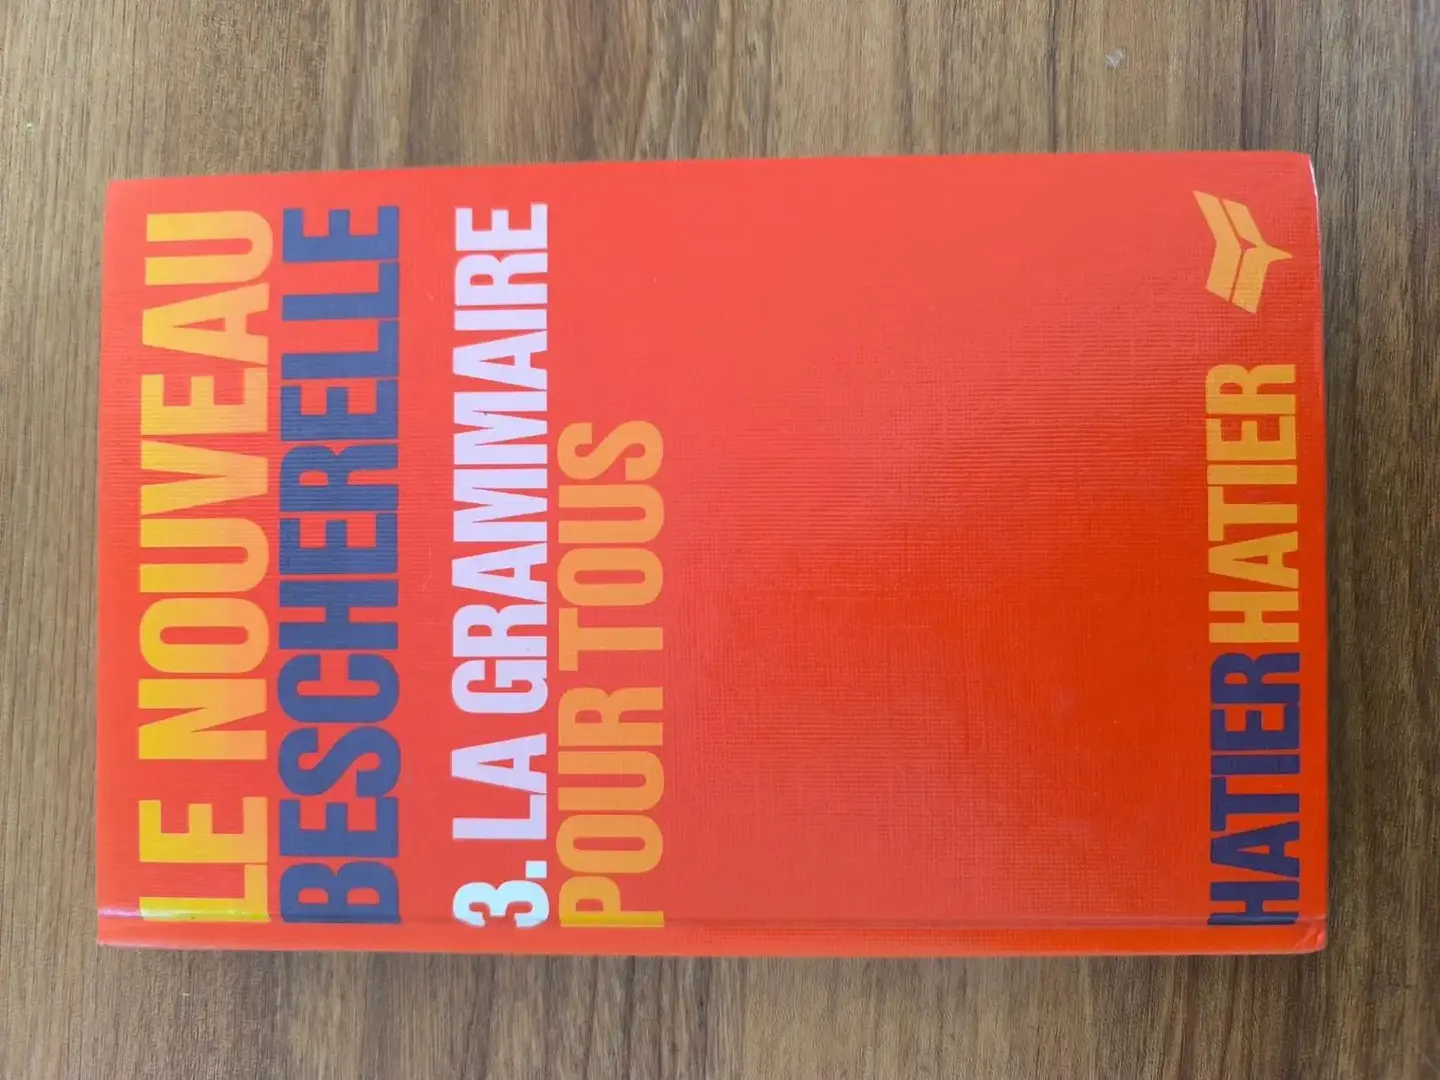 LE NOUVEAU
BESCHERELLE
3. LA GRAMMAIRE
POUR TOUS
HATIER HATIER